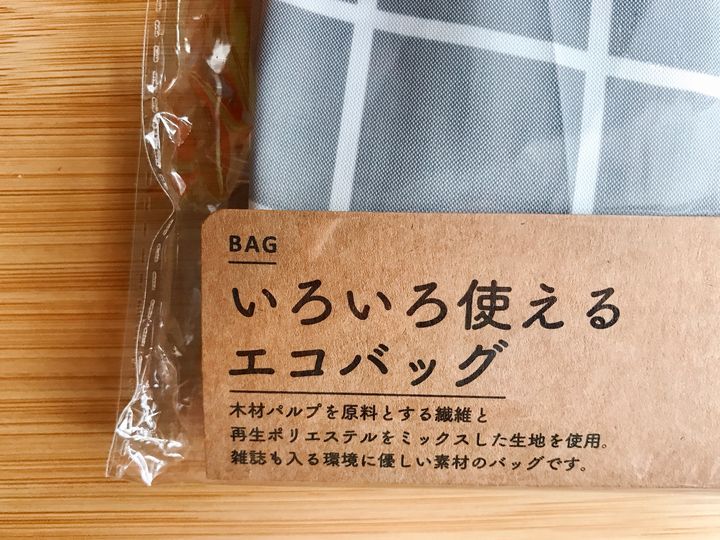 BAG
いろいろ使える
エコバッグ
木材パルプを原料とする繊維と
再生ポリエステルをミックスした生地を使用。
雑誌も入る環境に優しい素材のバッグです。